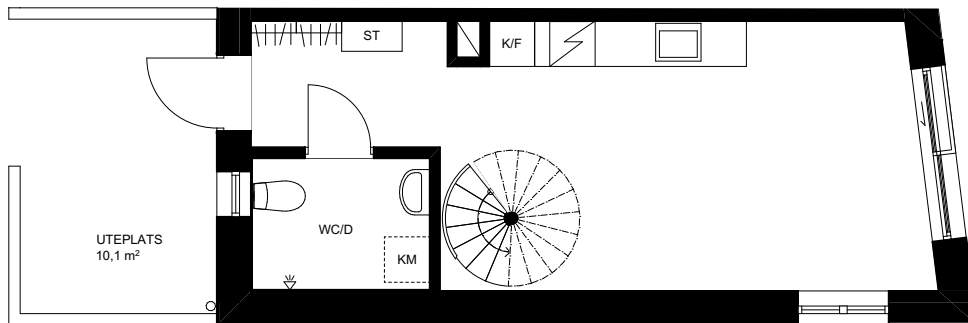 ST
K/F
WC/D
UTEPLATS
10,1 m²
KM